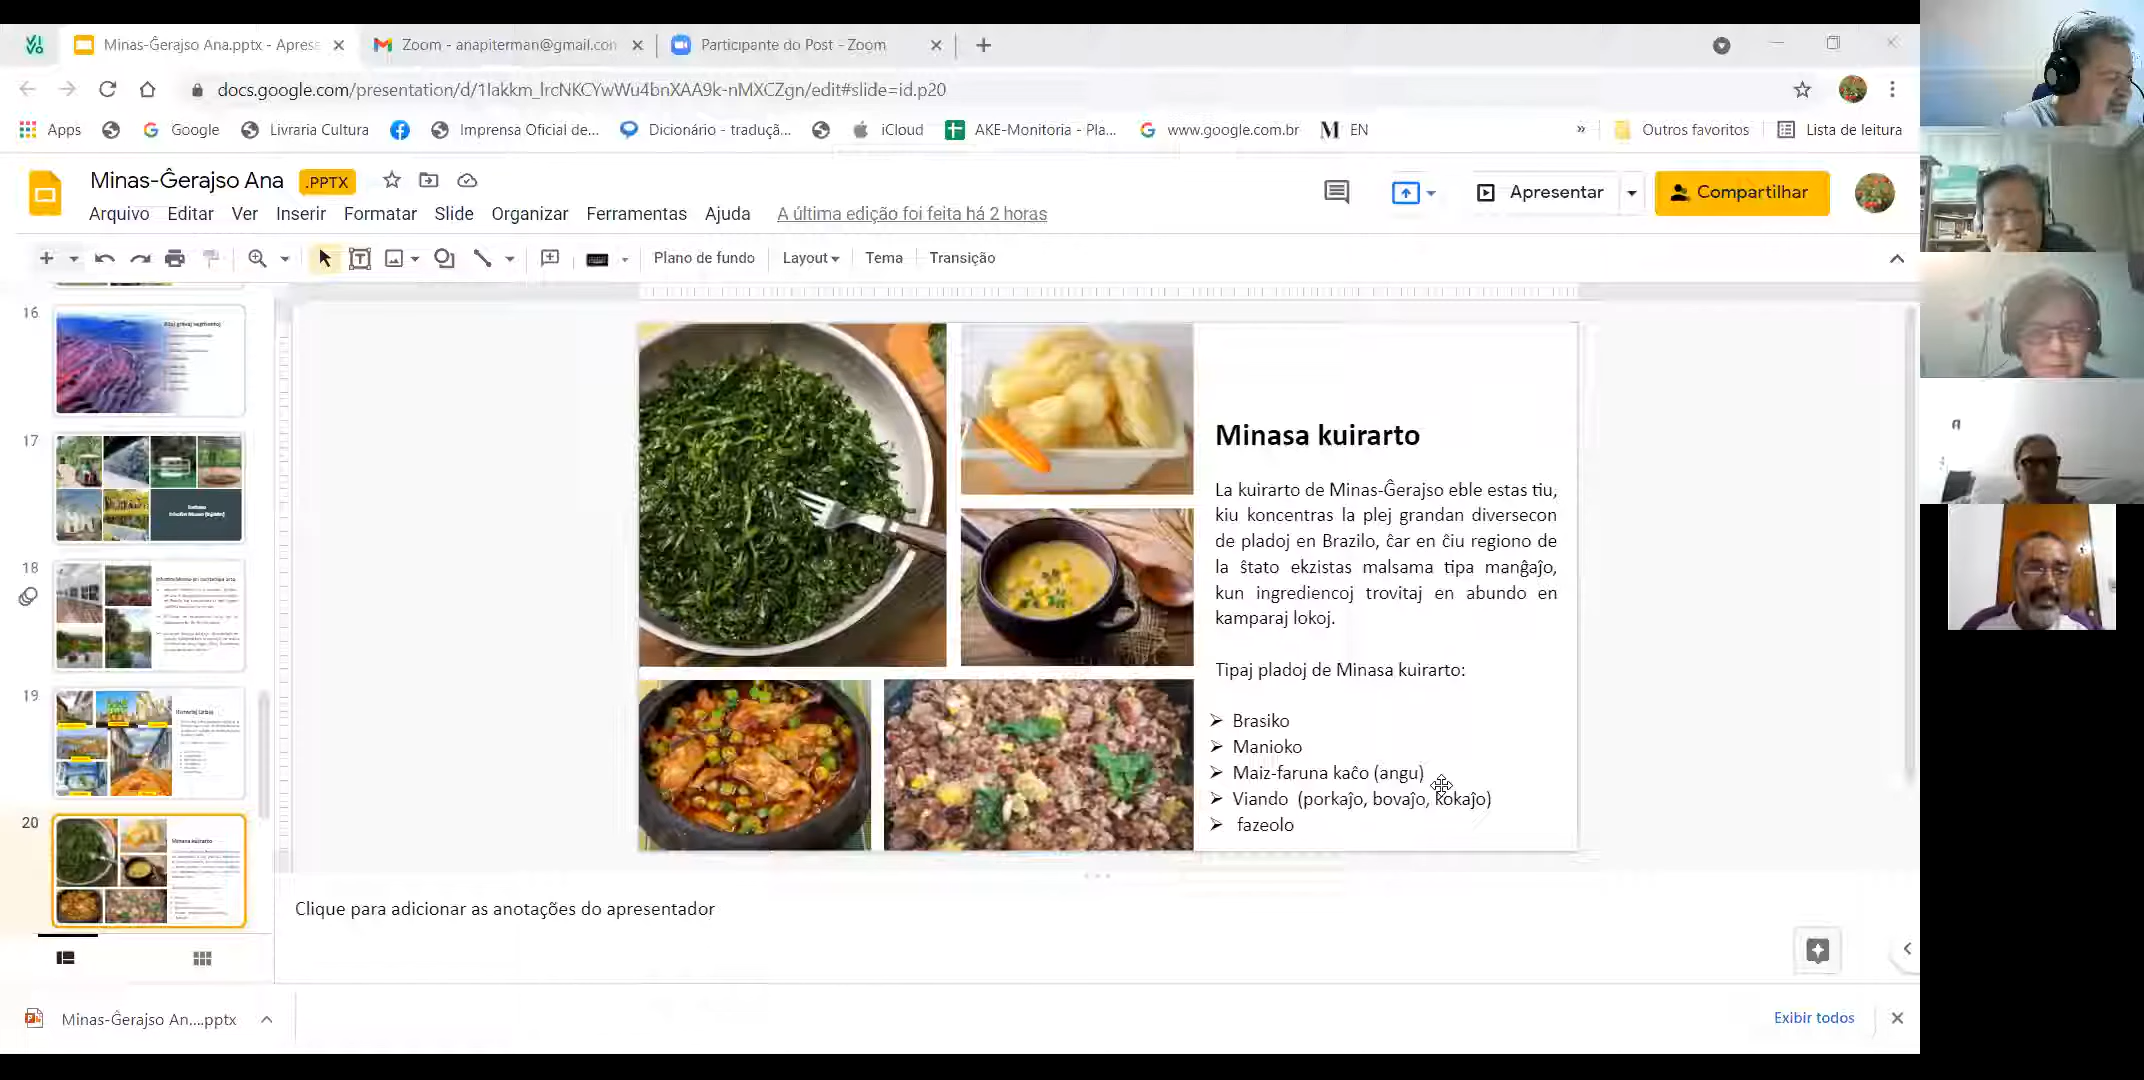 Minas-Ĝerajso Ana.pptx - Apres
Zoom - anapiterman@gmail.con
Participante do Post - Zoom
docs.google.com/presentation/d/1Iakkm_lrcNKCYwWu4bnXAA9k-nMXCZgn/edit#slide=id.p20
Apps
Google
Livraria Cultura
Imprensa Oficial de...
Dicionário - traduçã...
iCloud
AKE-Monitoria - Pla...
www.google.com.br
EN
»
Outros favoritos
Lista de leitura
Minas-Ĝerajso Ana
.PPTX
Apresentar
Compartilhar
Arquivo Editar Ver Inserir Formatar Slide Organizar Ferramentas Ajuda
A última edição foi feita há 2 horas
Plano de fundo
Layout
Tema
Transição
16
17
18
19
20
Minasa kuirarto
La kuirarto de Minas-Ĝerajso eble estas tiu,
kiu koncentras la plej grandan diversecon
de pladoj en Brazilo, ĉar en ĉiu regiono de
la ŝtato ekzistas malsama tipa manĝaĵo,
kun ingrediencoj trovitaj en abundo en
kamparaj lokoj.
Tipaj pladoj de Minasa kuirarto:
➢ Brasiko
➢ Manioko
➢ Maiz-faruna kaĉo (angu)
➢ Viando (porkaĵo, bovaĵo, kokaĵo)
➢ fazeolo
Clique para adicionar as anotações do apresentador
Minas-Ĝerajso An....pptx
Exibir todos